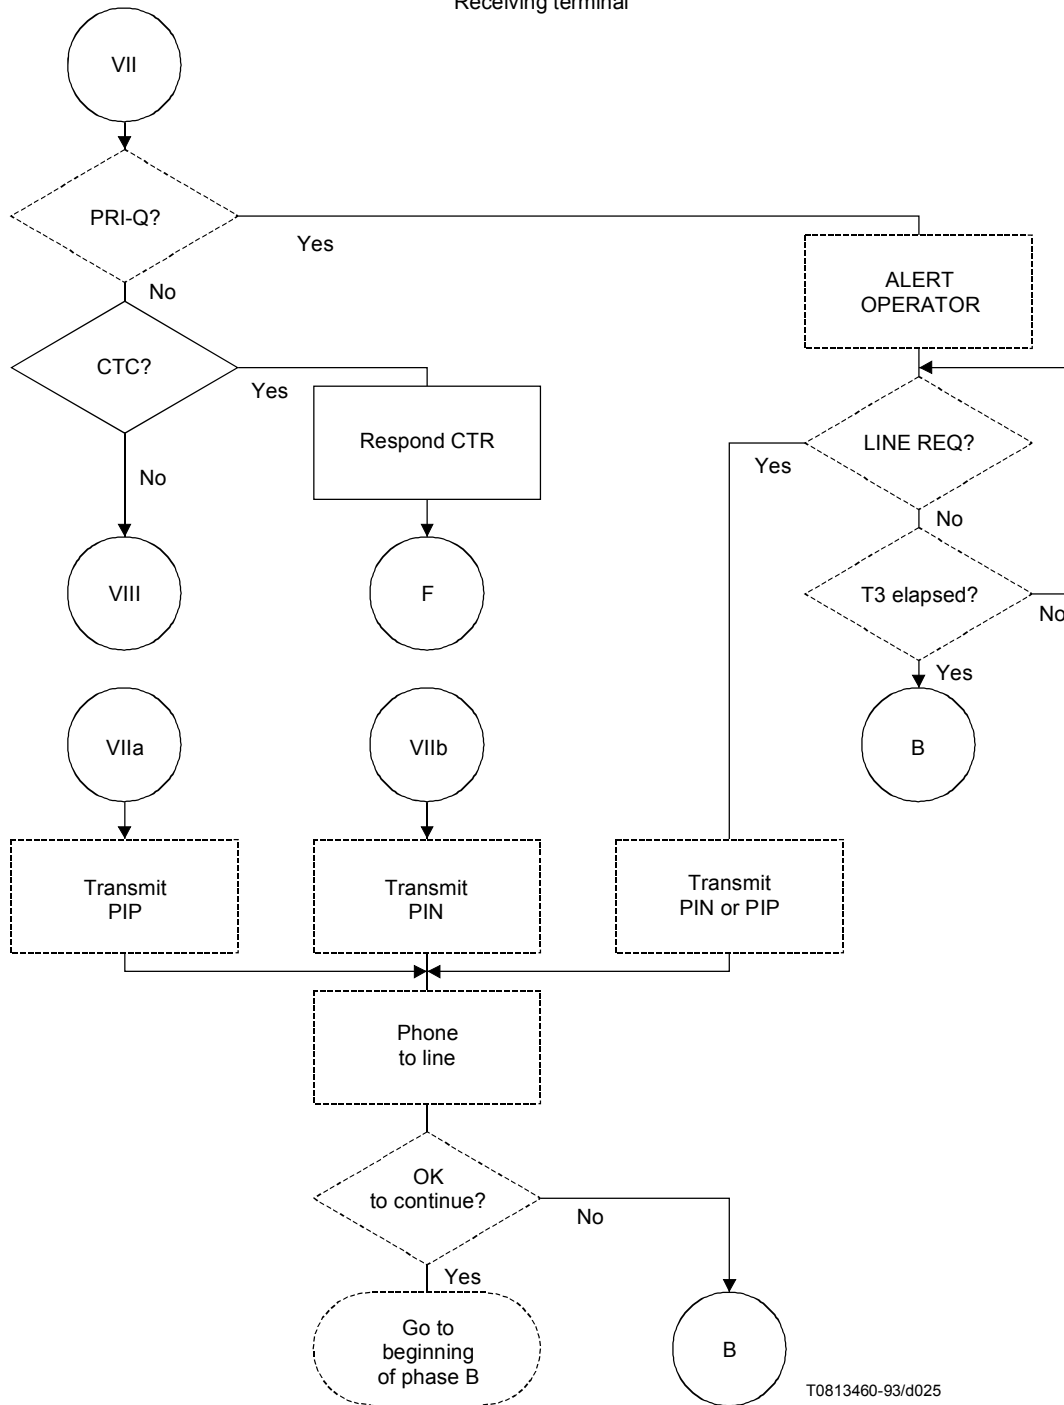 Receiving terminal
VII
PRI-Q?
Yes
No
ALERT
OPERATOR
CTC?
Yes
No
Respond CTR
LINE REQ?
Yes
No
VIII
F
T3 elapsed?
No
Yes
VIIa
VIIb
B
Transmit
PIP
Transmit
PIN
Transmit
PIN or PIP
Phone
to line
OK
to continue?
No
Yes
Go to
beginning
of phase B
B
T0813460-93/d025